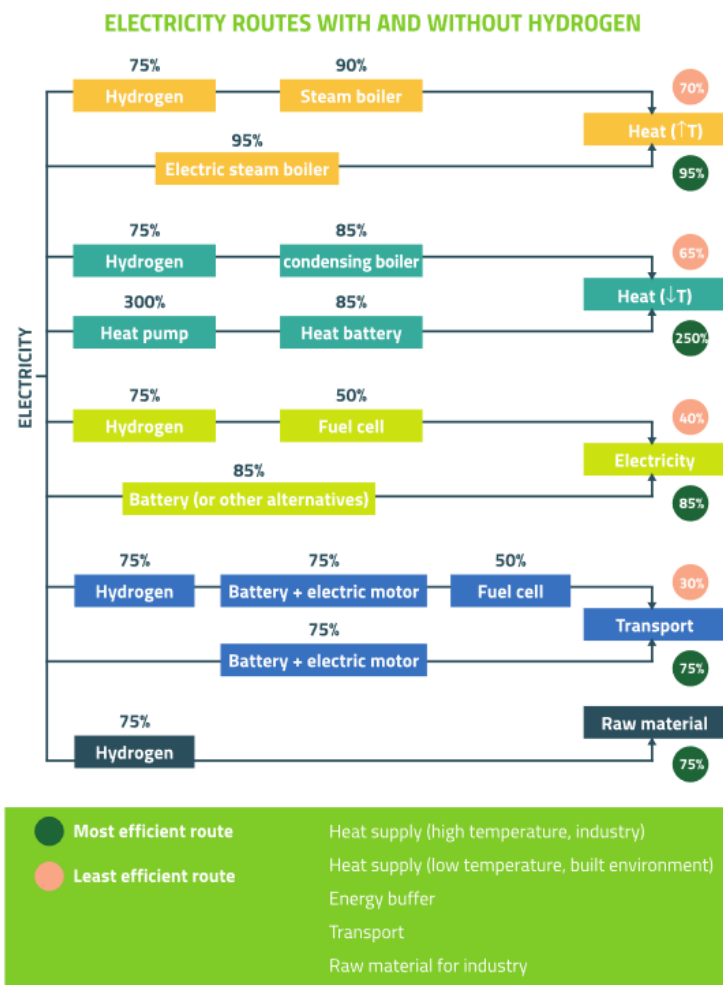 ELECTRICITY ROUTES WITH AND WITHOUT HYDROGEN
75% 90% 70%
Hydrogen Steam boiler
Heat (↑T)
95%
Electric steam boiler 95%
75% 85% 65%
Hydrogen condensing boiler
Heat (↓T)
300% 85%
Heat pump Heat battery 250%
ELECTRICITY
75% 50% 40%
Hydrogen Fuel cell
Electricity
85%
Battery (or other alternatives) 85%
75% 75% 50% 30%
Hydrogen Battery + electric motor Fuel cell
Transport
75%
Battery + electric motor 75%
75% Raw material
Hydrogen 75%
Most efficient route
Least efficient route
Heat supply (high temperature, industry)
Heat supply (low temperature, built environment)
Energy buffer
Transport
Raw material for industry